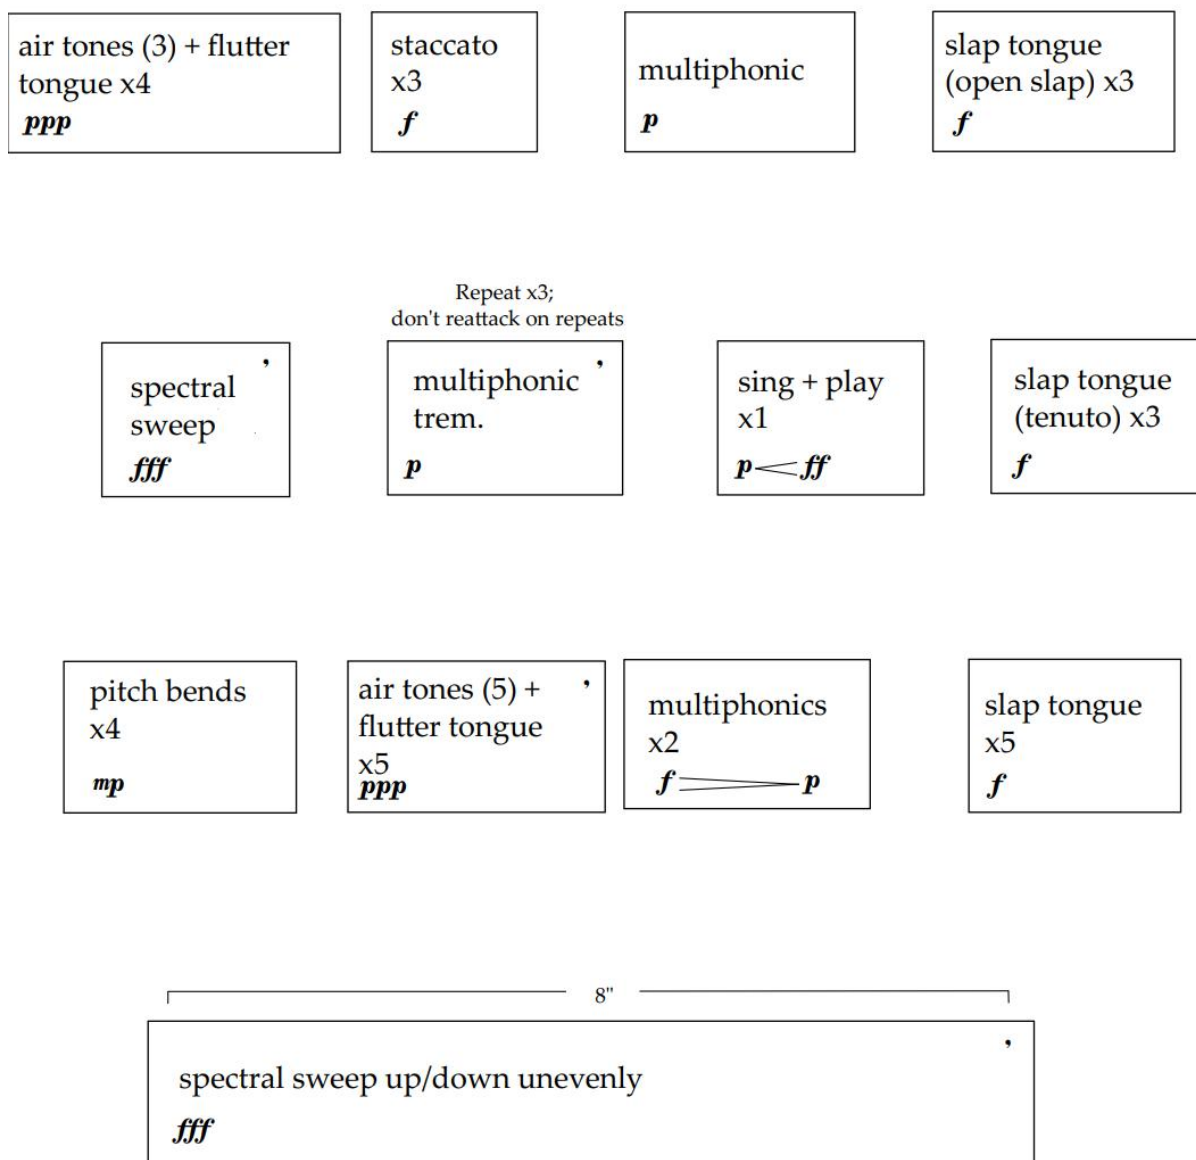 air tones (3) + flutter
tongue x4
ppp
staccato
x3
f
multiphonic
p
slap tongue
(open slap) x3
f
spectral ,
sweep
fff
Repeat x3;
don't reattack on repeats
multiphonic ,
trem.
p
sing + play
x1
p ff
slap tongue
(tenuto) x3
f
pitch bends
x4
mp
air tones (5) + ,
flutter tongue
x5
ppp
multiphonics
x2
f p
slap tongue
x5
f
8"
,
spectral sweep up/down unevenly
fff